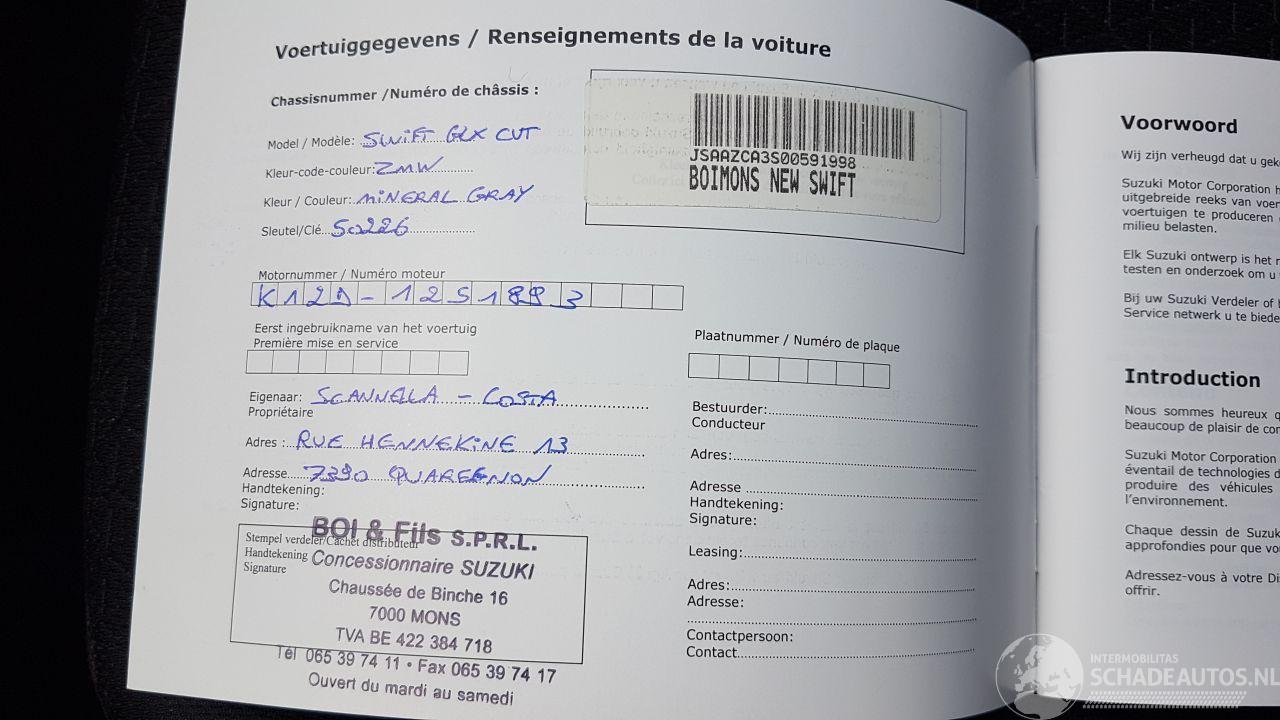 Voertuiggegevens / Renseignements de la voiture
Chassisnummer /Numéro de châssis :
JSAAZCA3S00591998
BOIMONS NEW SWIFT
Model / Modèle: SWIFT GLX CVT
Kleur-code-couleur: ZMW
Kleur / Couleur: MINERAL GRAY
Sleutel/Clé... 50226
Motornummer / Numéro moteur
K12D-1251883
Eerst ingebruikname van het voertuig
Première mise en service
Eigenaar: SCANNELLA - COSTA
Propriétaire
Adres : RUE HENNEKINE 13
Adresse... 7390 QUAREGNON
Handtekening:
Signature:
Stempel verdeler/Cachet distributeur
Handtekening
Signature
BOI & Fils S.P.R.L.
Concessionnaire SUZUKI
Chaussée de Binche 16
7000 MONS
TVA BE 422 384 718
Tél 065 39 74 11 • Fax 065 39 74 17
Ouvert du mardi au samedi
Plaatnummer / Numéro de plaque
Bestuurder:
Conducteur
Adres:
Adresse
Handtekening:
Signature:
Leasing:
Adres:
Adresse:
Contactpersoon:
Contact
Voorwoord
Wij zijn verheugd dat u
Suzuki Motor Corporation
uitgebreide reeks van
voertuigen te produceren
milieu belasten.
Elk Suzuki ontwerp is het
testen en onderzoek om u
Bij uw Suzuki Verdeler of
Service netwerk u te
Introduction
Nous sommes heureux
beaucoup de plaisir de
Suzuki Motor Corporation
éventail de technologies
produire des véhicules
l'environnement.
Chaque dessin de
approfondies pour que
Adressez-vous à votre
offrir.
INTERMOBILITAS
SCHADEAUTOS.NL